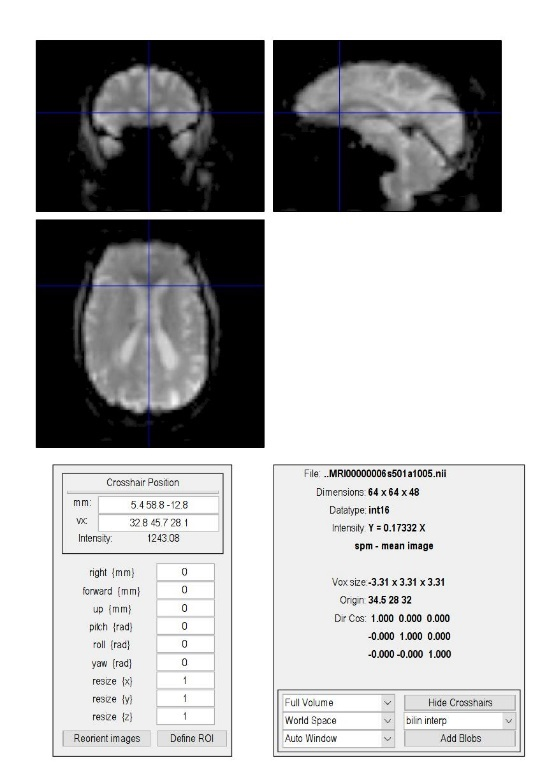 Crosshair Position
mm: 5.4 58.8 -12.8
vx: 32.8 45.7 28.1
Intensity: 1243.08
right {mm} 0
forward {mm} 0
up {mm} 0
pitch {rad} 0
roll {rad} 0
yaw {rad} 0
resize {x} 1
resize {y} 1
resize {z} 1
Reorient images Define ROI
File: ..MRI00000006s501a1005.nii
Dimensions: 64 x 64 x 48
Datatype: int16
Intensity: Y = 0.17332 X
spm - mean image
Vox size: -3.31 x 3.31 x 3.31
Origin: 34.5 28 32
Dir Cos: 1.000 0.000 0.000
-0.000 1.000 0.000
-0.000 -0.000 1.000
Full Volume Hide Crosshairs
World Space bilin interp
Auto Window Add Blobs